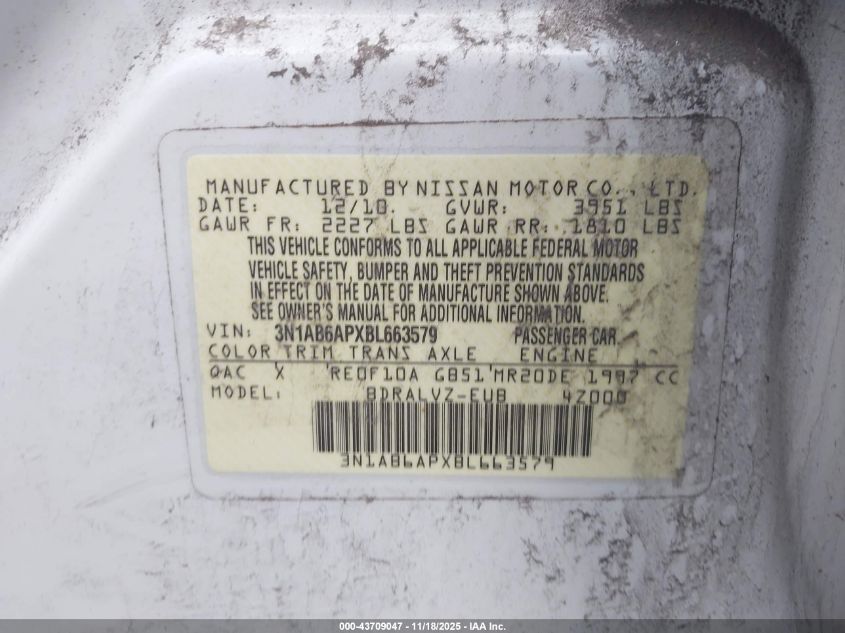 MANUFACTURED BY NISSAN MOTOR CO., LTD.
DATE: 12/10. GVWR: 3951 LBS
GAWR FR: 2227 LBS GAWR RR: 1810 LBS
THIS VEHICLE CONFORMS TO ALL APPLICABLE FEDERAL MOTOR
VEHICLE SAFETY, BUMPER AND THEFT PREVENTION STANDARDS
IN EFFECT ON THE DATE OF MANUFACTURE SHOWN ABOVE.
SEE OWNER'S MANUAL FOR ADDITIONAL INFORMATION.
VIN: 3N1AB6APXBL663579 PASSENGER CAR.
COLOR TRIM TRANS AXLE ENGINE
QAC X RE0F10A GB51 MR20DE 1997 CC
MODEL: BDRALVZ-EUB 4Z000
3N1AB6APXBL663579
000-43709047 - 11/18/2025 - IAA Inc.